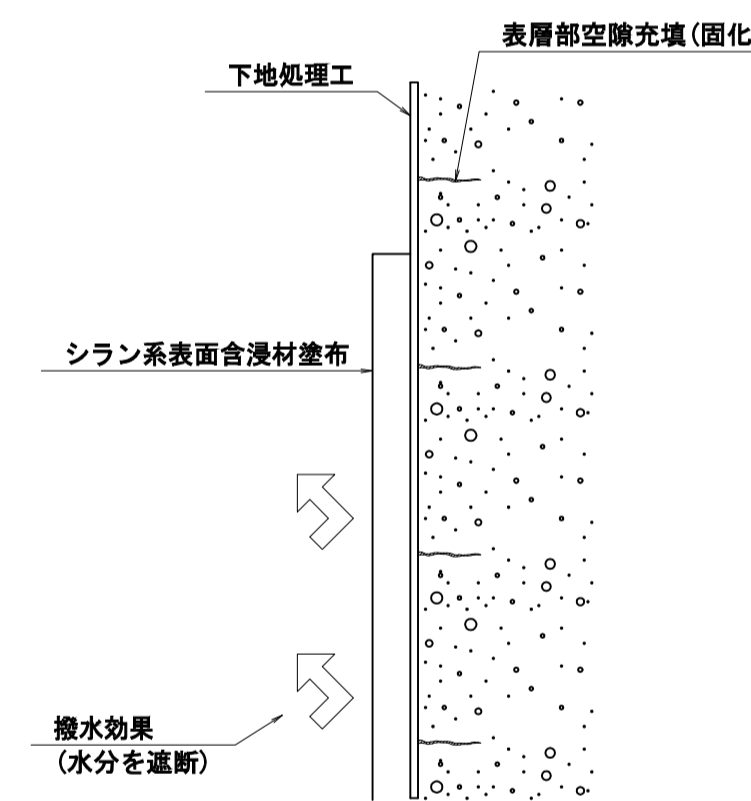 表層部空隙充填(固化
下地処理工
シラン系表面含浸材塗布
撥水効果
(水分を遮断)